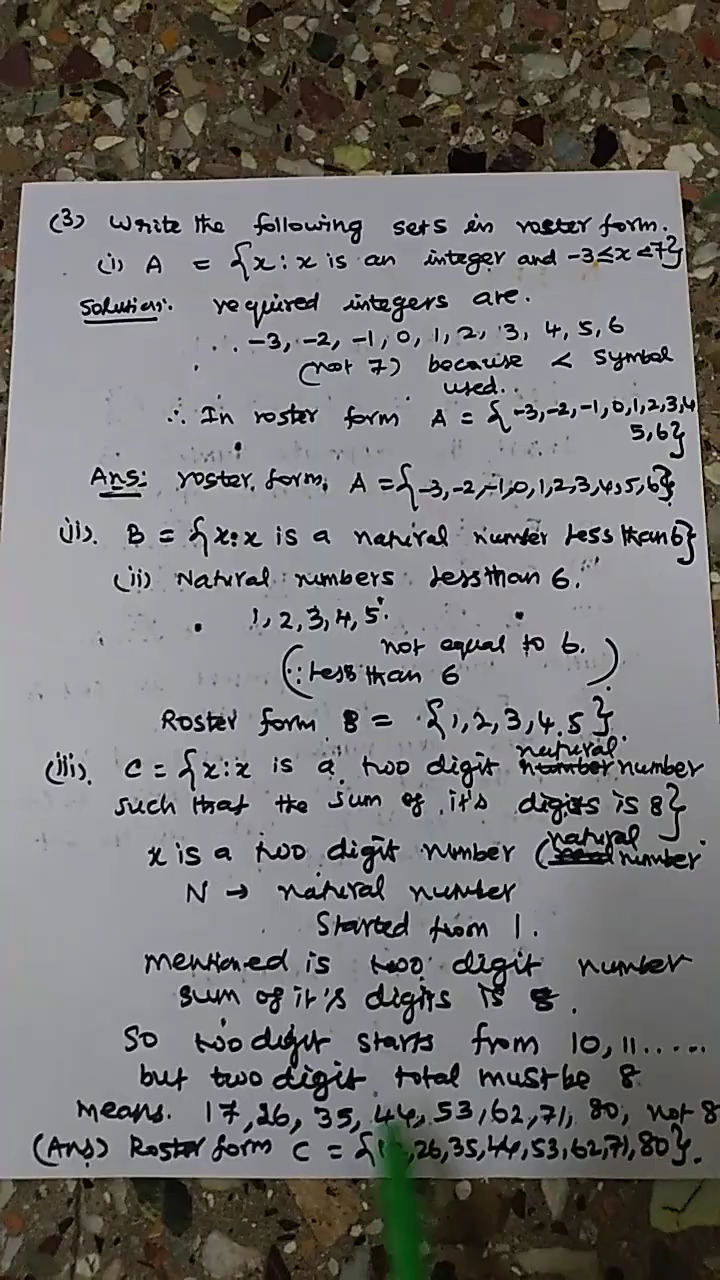 (3) Write the following sets in roster form.
(i) A = {x : x is an integer and -3≤x<7}
Solution: required integers are.
∴ -3, -2, -1, 0, 1, 2, 3, 4, 5, 6
(not 7) because < symbol
used.
∴ In roster form A = {-3,-2,-1,0,1,2,3,4
5,6}
Ans: roster form, A = {-3,-2,-1,0,1,2,3,4,5,6}
(ii). B = {x:x is a natural number less than 6}
(ii) Natural numbers less than 6.
1, 2, 3, 4, 5.
not equal to 6.
(∵ Less than 6 )
Roster form B = {1,2,3,4.5}.
natural
(iii). C = {x:x is a two digit number
such that the sum of it's digits is 8}
natural
x is a two digit number ( number
N → natural number
Started from 1.
mentioned is two digit number
sum of it's digits is 8.
So two digit starts from 10, 11.....
but two digit total must be 8
means. 17, 26, 35, 44, 53, 62, 71, 80, not 8
(Ans) Roster form C = { ,26,35,44,53,62,71,80}.